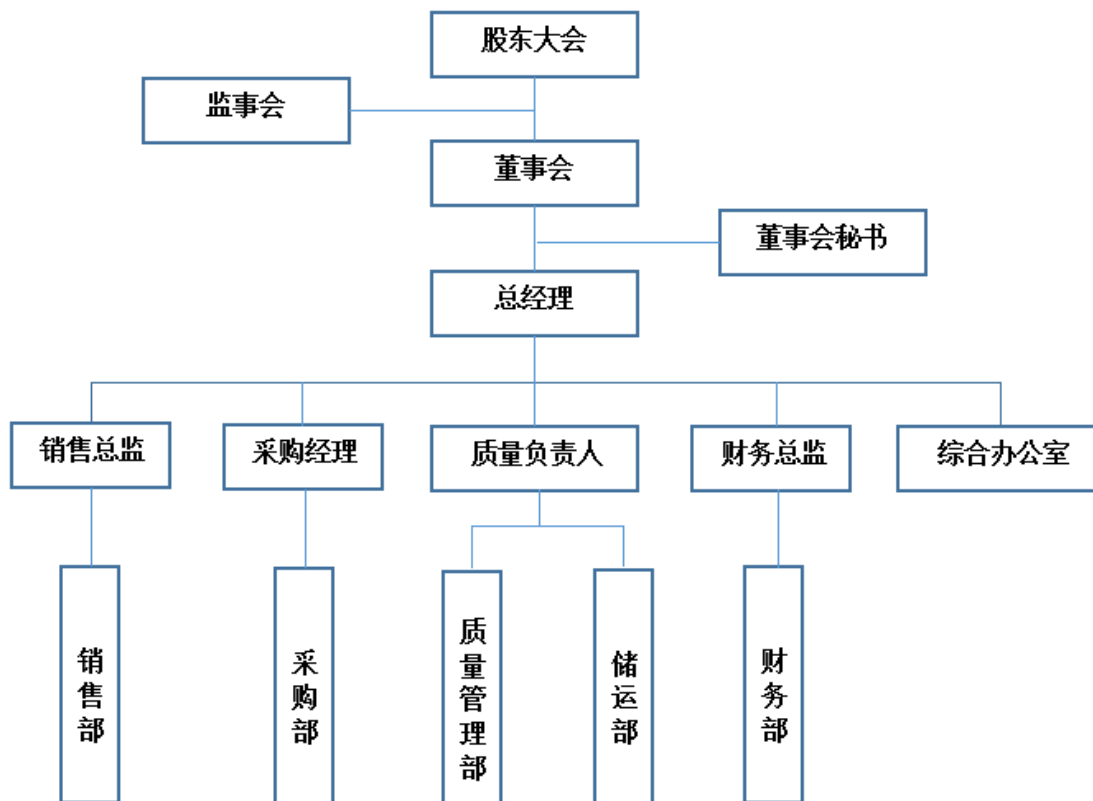 股东大会
监事会
董事会
董事会秘书
总经理
销售总监
采购经理
质量负责人
财务总监
综合办公室
销售部
采购部
质量管理部
储运部
财务部